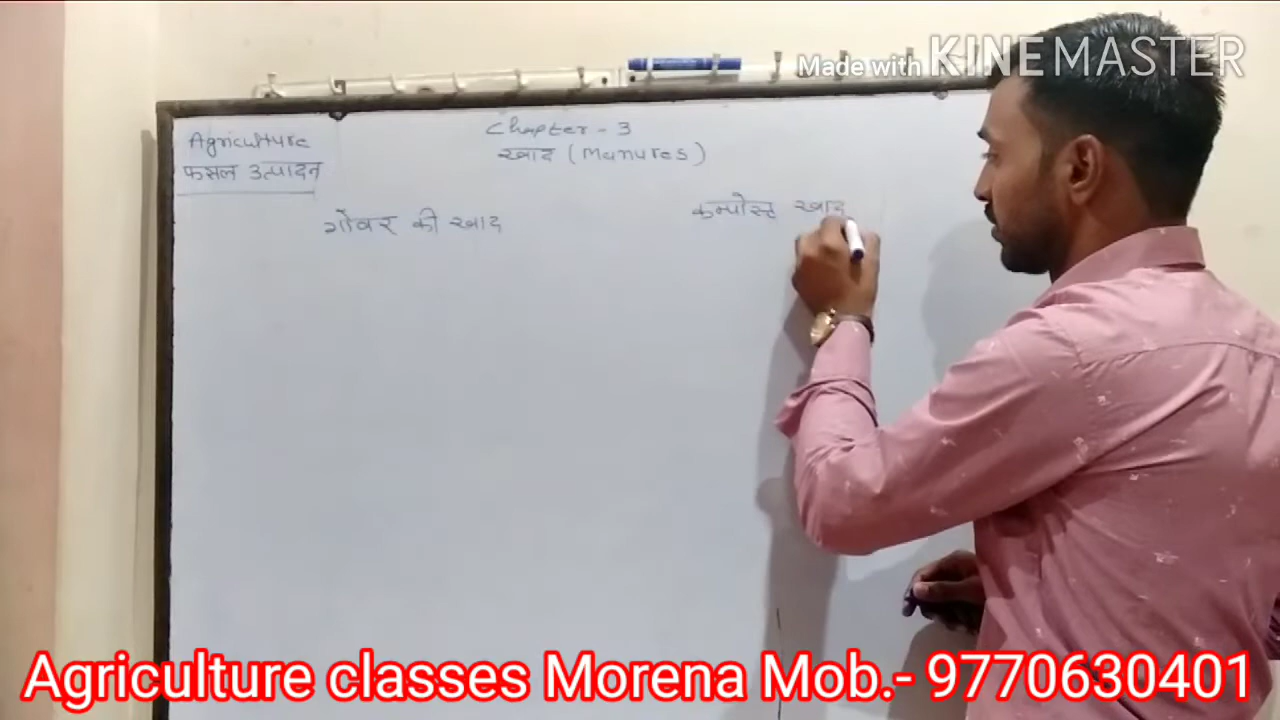 Made with KINEMASTER
Agriculture
फसल उत्पादन
Chapter - 3
खाद (Manures)
गोबर की खाद
कम्पोस्ट खाद
Agriculture classes Morena Mob.- 9770630401